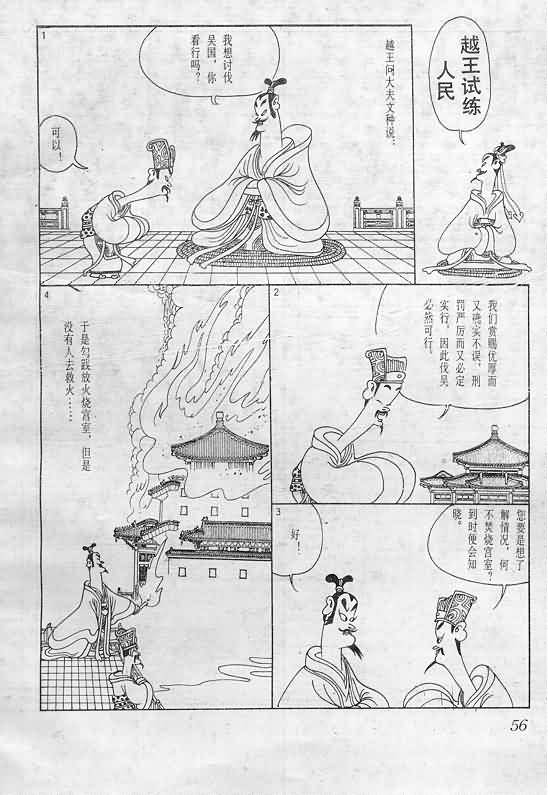 越王试练
人民
1
越王问大夫文种说：
我想讨伐
吴国，你
看行吗？
可以！
2
我们赏赐优厚而
又确实不误，刑
罚严厉而又必定
实行，因此伐吴
必然可行。
3
您要是想了
解情况，何
不焚烧宫室？
到时便会知
晓。
好！
4
于是勾践放火烧宫室，但是
没有人去救火……
56